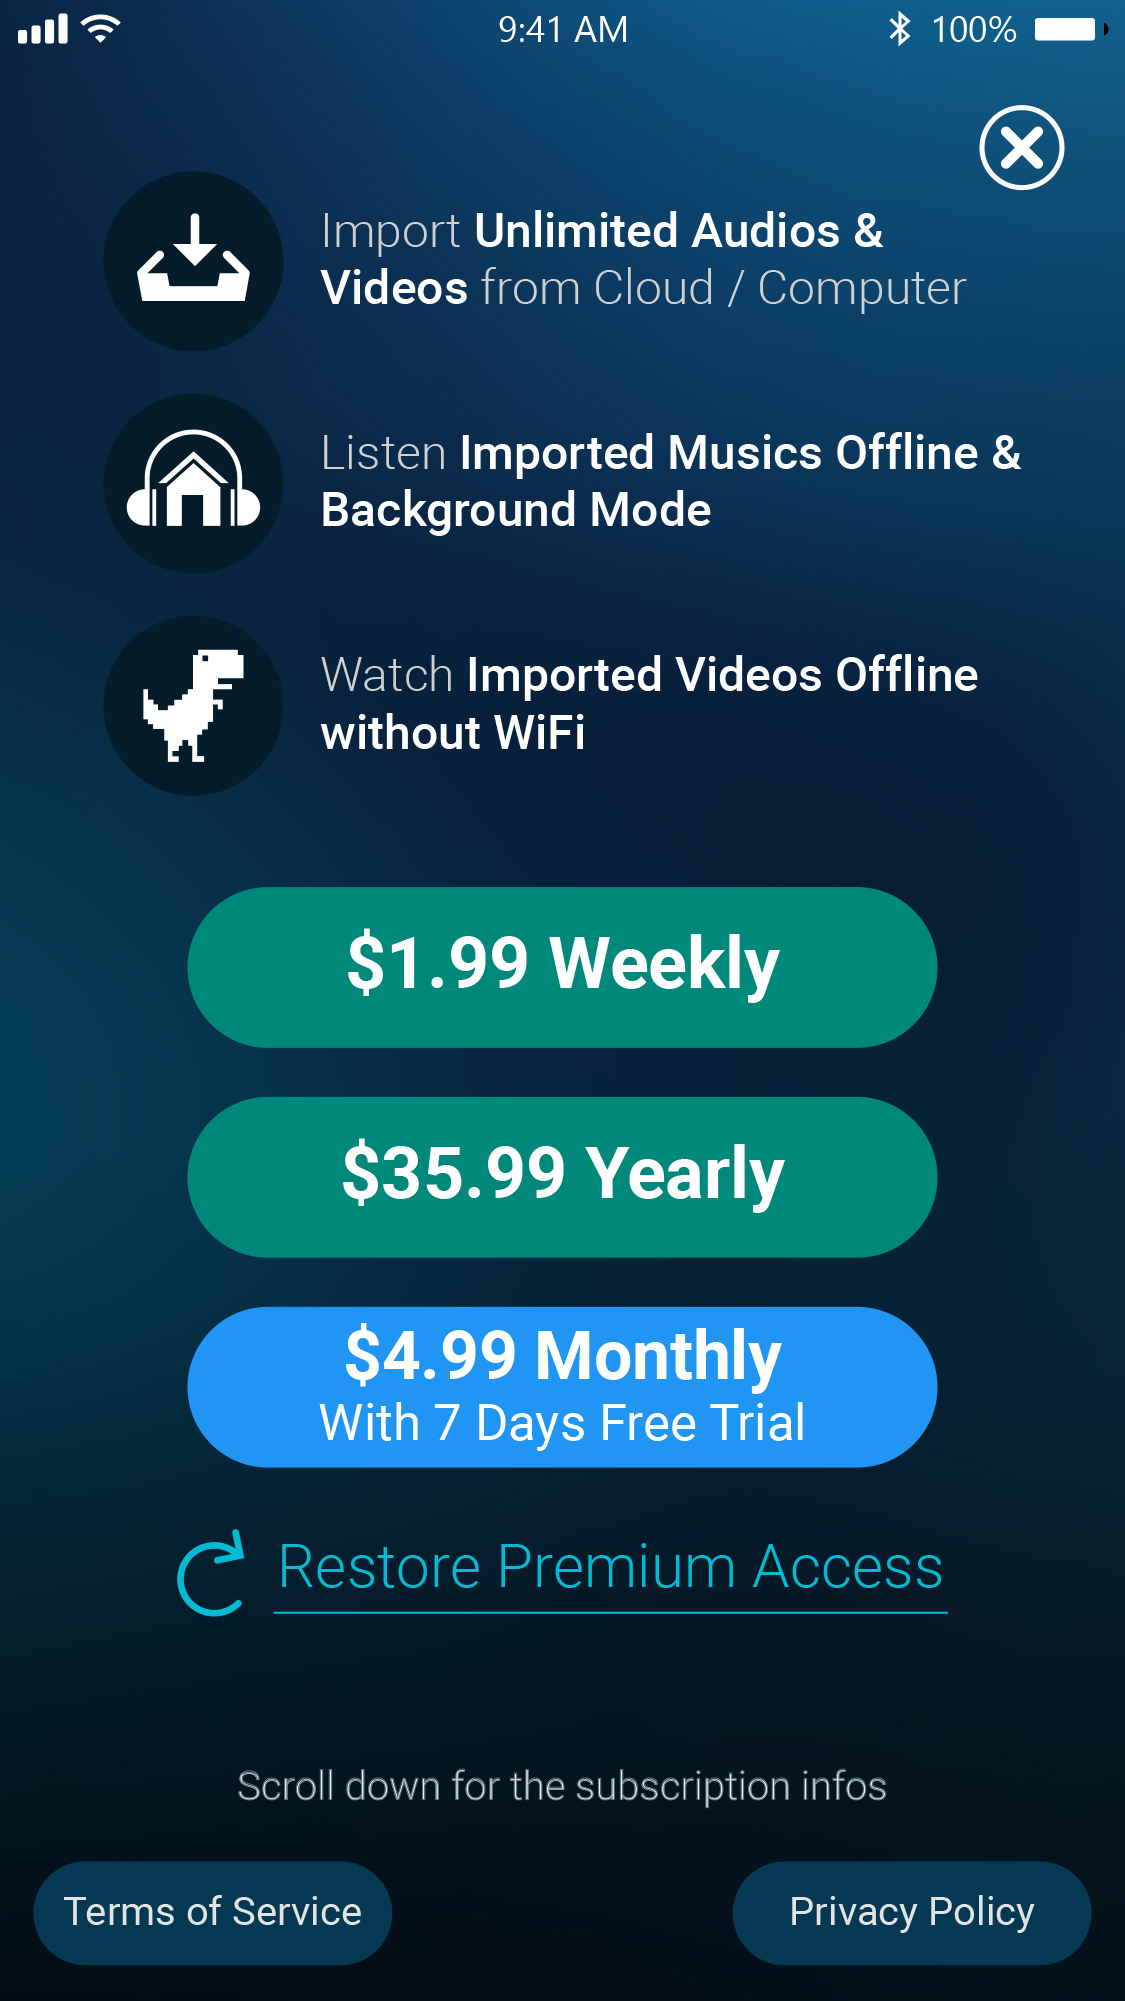 9:41 AM
100%
Import Unlimited Audios &
Videos from Cloud / Computer
Listen Imported Musics Offline &
Background Mode
Watch Imported Videos Offline
without WiFi
$1.99 Weekly
$35.99 Yearly
$4.99 Monthly
With 7 Days Free Trial
Restore Premium Access
Scroll down for the subscription infos
Terms of Service
Privacy Policy